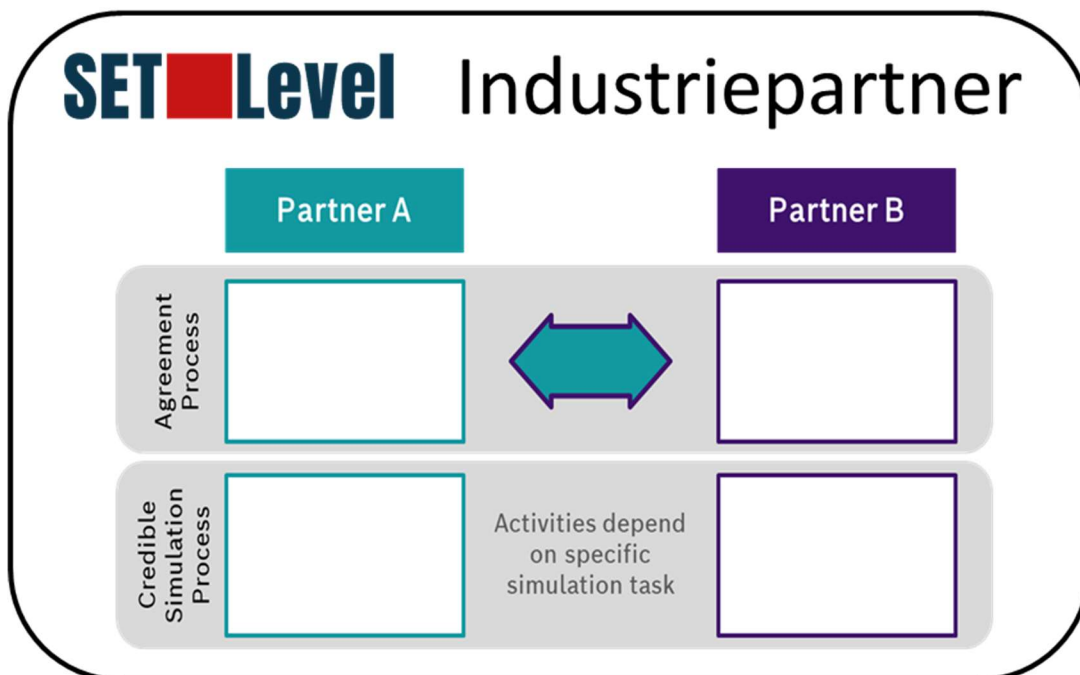 SET Level Industriepartner
Partner A
Partner B
Agreement
Process
Credible
Simulation
Process
Activities depend
on specific
simulation task